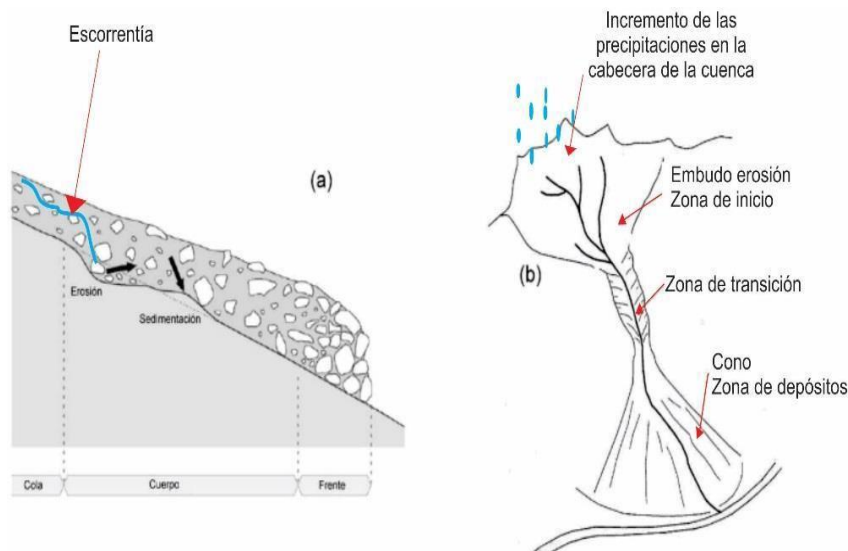 Escorrentía
(a)
Erosión
Sedimentación
Cola
Cuerpo
Frente
Incremento de las
precipitaciones en la
cabecera de la cuenca
Embudo erosión
Zona de inicio
(b)
Zona de transición
Cono
Zona de depósitos